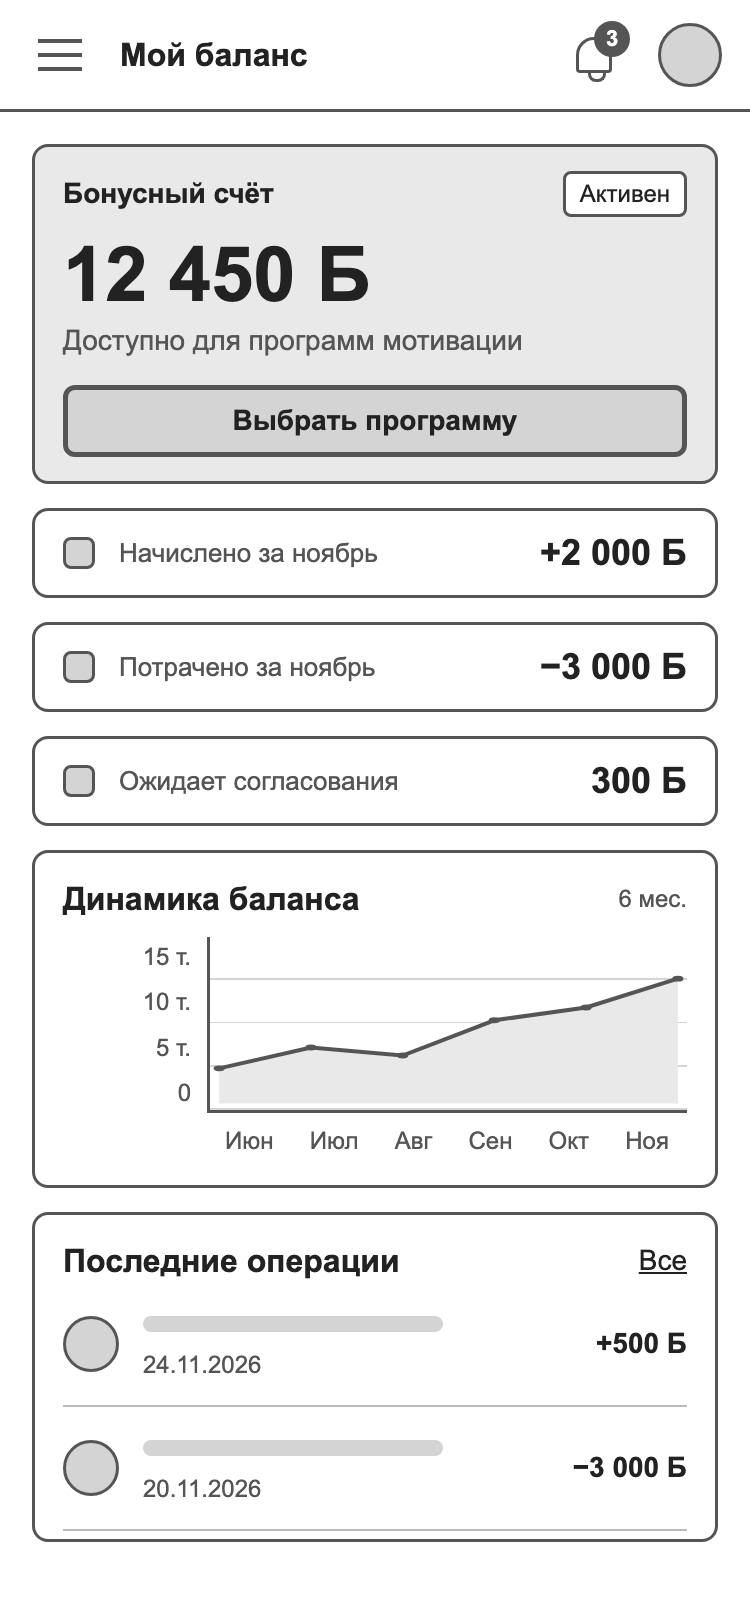 Мой баланс
3
Бонусный счёт
Активен
12 450 Б
Доступно для программ мотивации
Выбрать программу
Начислено за ноябрь
+2 000 Б
Потрачено за ноябрь
−3 000 Б
Ожидает согласования
300 Б
Динамика баланса
6 мес.
15 т.
10 т.
5 т.
0
Июн Июл Авг Сен Окт Ноя
Последние операции
Все
24.11.2026
+500 Б
20.11.2026
−3 000 Б